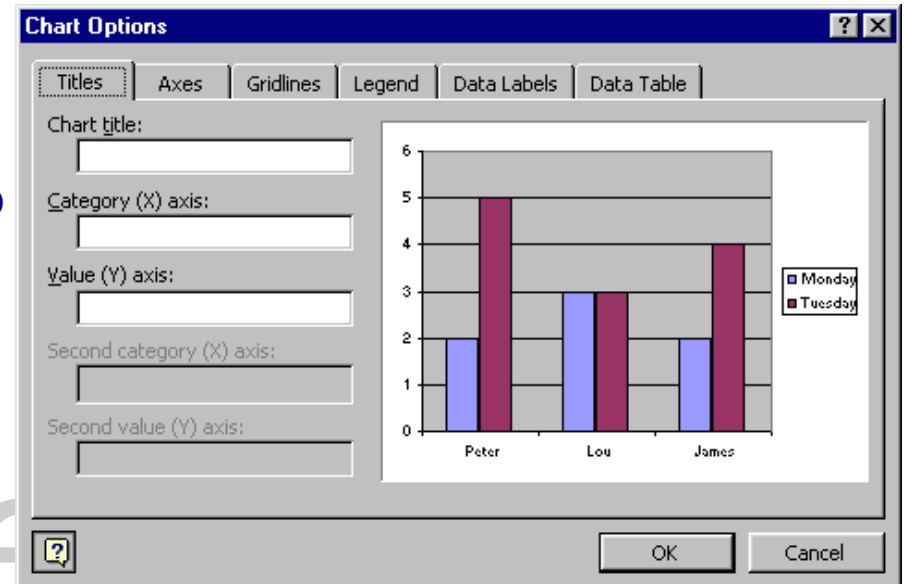 Chart Options
Titles Axes Gridlines Legend Data Labels Data Table
Chart title:
Category (X) axis:
Value (Y) axis:
Second category (X) axis:
Second value (Y) axis:
6
5
4
3
2
1
0
Peter Lou James
Monday
Tuesday
OK Cancel